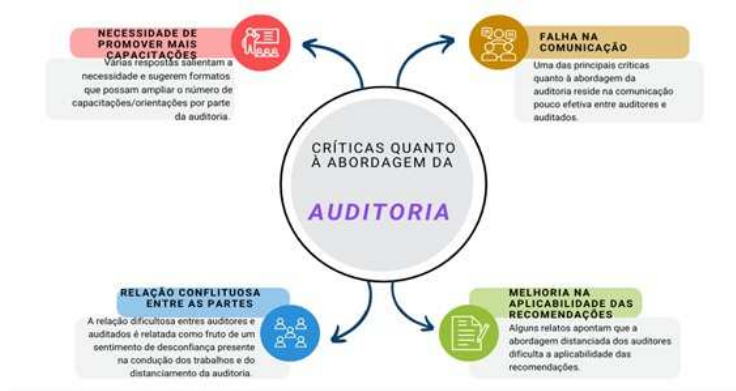 NECESSIDADE DE
PROMOVER MAIS
CAPACITAÇÕES
Várias respostas salientam a
necessidade e sugerem formatos
que possam ampliar o número de
capacitações/orientações por parte
da auditoria.
FALHA NA
COMUNICAÇÃO
Uma das principais críticas
quanto à abordagem da
auditoria reside na comunicação
pouco efetiva entre auditores e
auditados.
CRÍTICAS QUANTO
À ABORDAGEM DA
AUDITORIA
RELAÇÃO CONFLITUOSA
ENTRE AS PARTES
A relação dificultosa entres auditores e
auditados é relatada como fruto de um
sentimento de desconfiança presente
na condução dos trabalhos e do
distanciamento da auditoria.
MELHORIA NA
APLICABILIDADE DAS
RECOMENDAÇÕES
Alguns relatos apontam que a
abordagem distanciada dos auditores
dificulta a aplicabilidade das
recomendações.